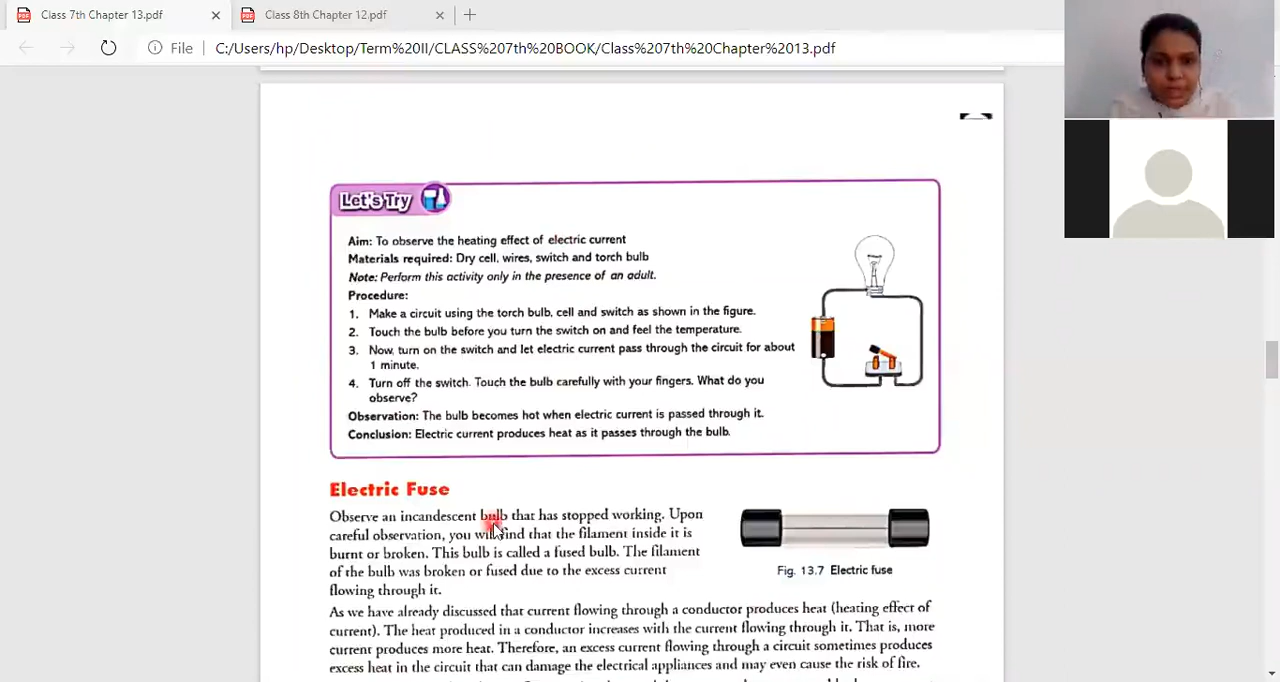 Class 7th Chapter 13.pdf
Class 8th Chapter 12.pdf
File
C:/Users/hp/Desktop/Term%20II/CLASS%207th%20BOOK/Class%207th%20Chapter%2013.pdf
Let's Try
Aim: To observe the heating effect of electric current
Materials required: Dry cell, wires, switch and torch bulb
Note: Perform this activity only in the presence of an adult.
Procedure:
1. Make a circuit using the torch bulb, cell and switch as shown in the figure.
2. Touch the bulb before you turn the switch on and feel the temperature.
3. Now, turn on the switch and let electric current pass through the circuit for about
1 minute.
4. Turn off the switch. Touch the bulb carefully with your fingers. What do you
observe?
Observation: The bulb becomes hot when electric current is passed through it.
Conclusion: Electric current produces heat as it passes through the bulb.
Electric Fuse
Observe an incandescent bulb that has stopped working. Upon
careful observation, you will find that the filament inside it is
burnt or broken. This bulb is called a fused bulb. The filament
of the bulb was broken or fused due to the excess current
flowing through it.
Fig. 13.7 Electric fuse
As we have already discussed that current flowing through a conductor produces heat (heating effect of
current). The heat produced in a conductor increases with the current flowing through it. That is, more
current produces more heat. Therefore, an excess current flowing through a circuit sometimes produces
excess heat in the circuit that can damage the electrical appliances and may even cause the risk of fire.